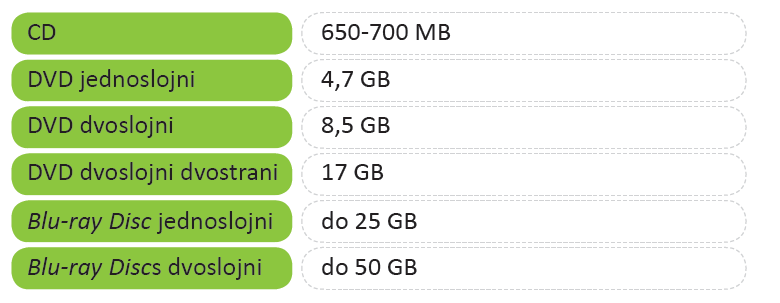 CD 650-700 MB
DVD jednoslojni 4,7 GB
DVD dvoslojni 8,5 GB
DVD dvoslojni dvostrani 17 GB
Blu-ray Disc jednoslojni do 25 GB
Blu-ray Discs dvoslojni do 50 GB